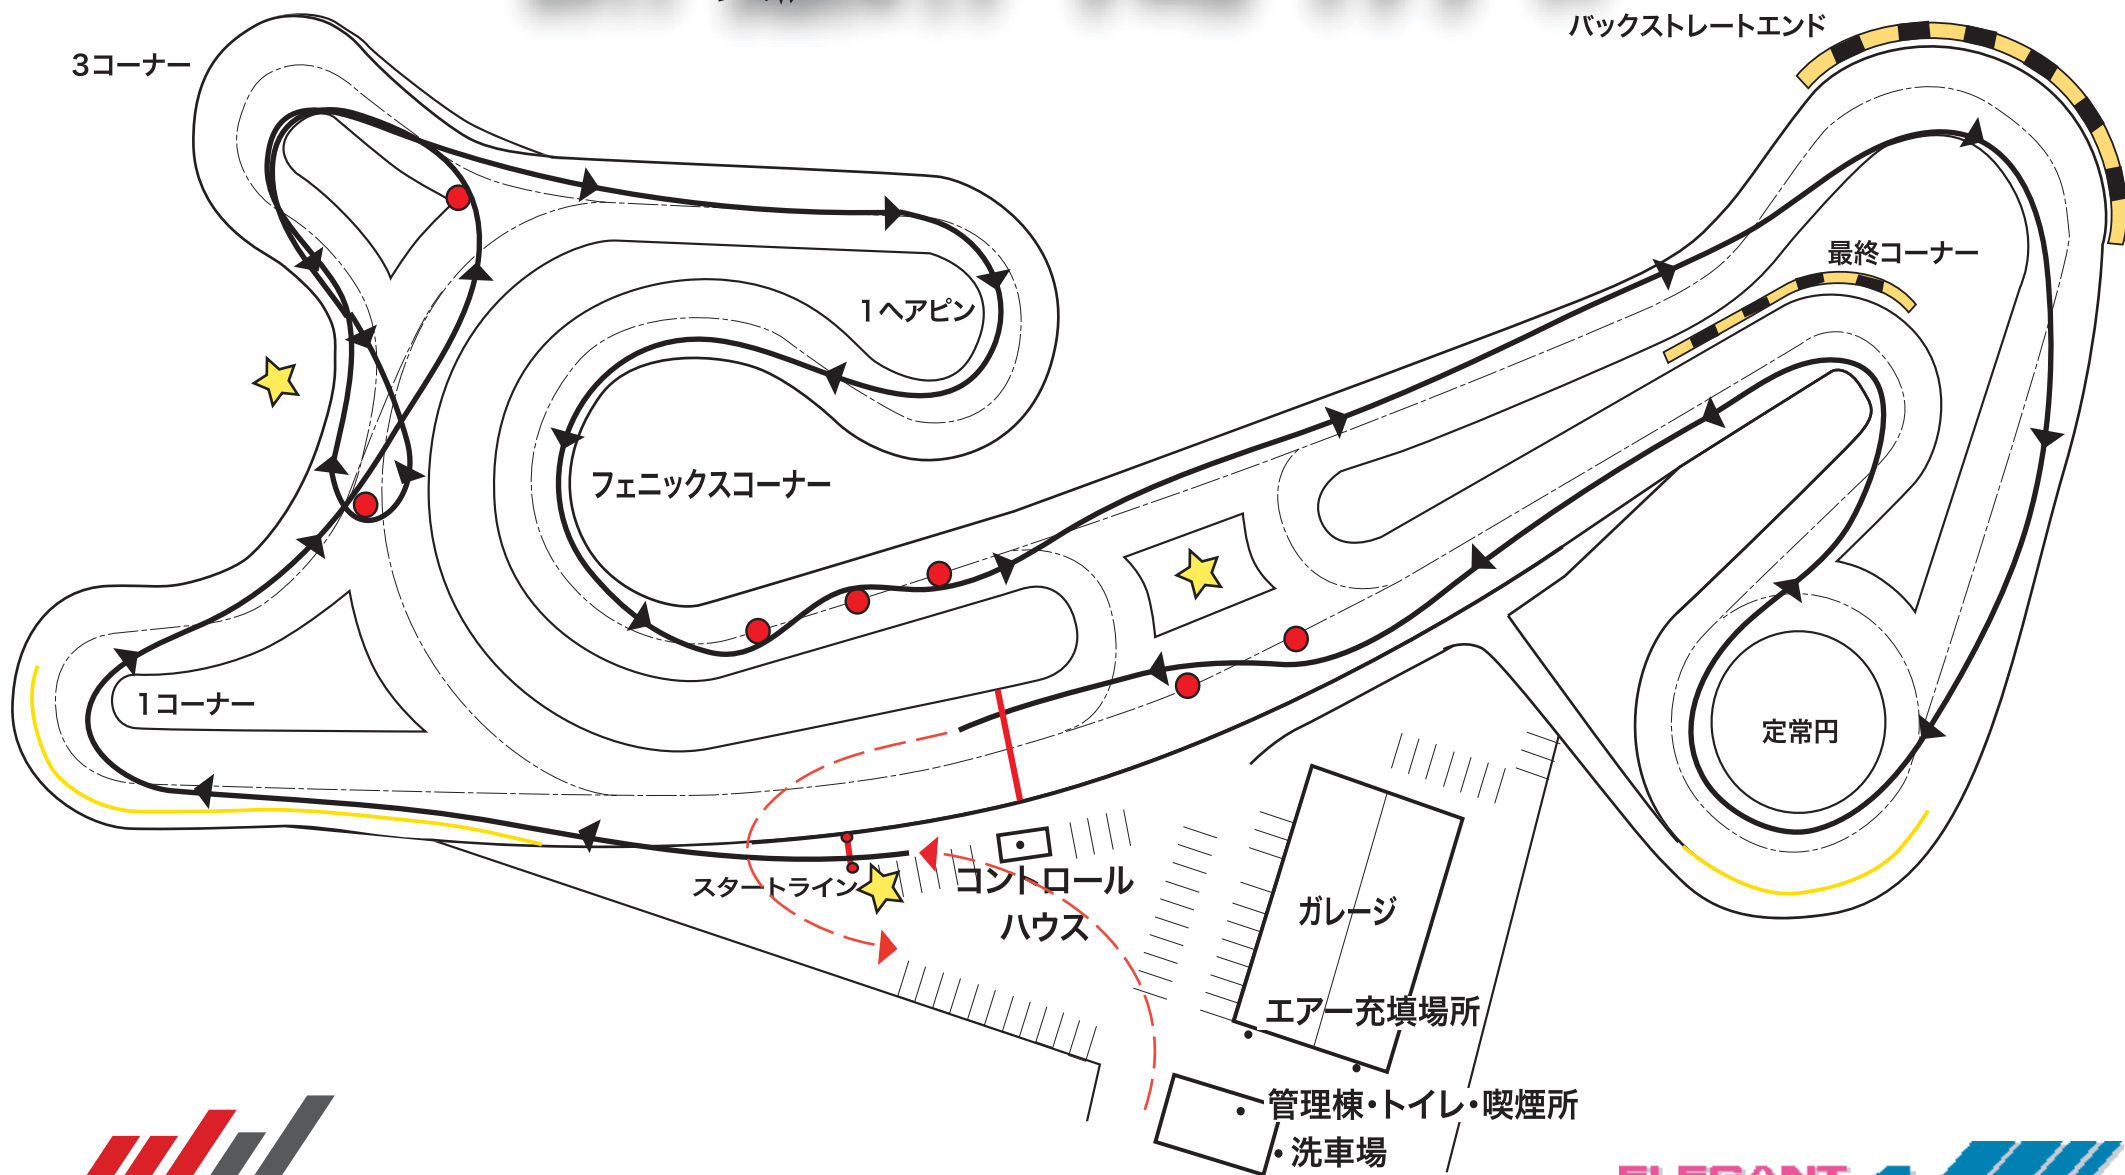 バックストレートエンド
3コーナー
最終コーナー
1ヘアピン
フェニックスコーナー
1コーナー
定常円
スタートライン
コントロール
ハウス
ガレージ
エアー充填場所
管理棟・トイレ・喫煙所
・洗車場